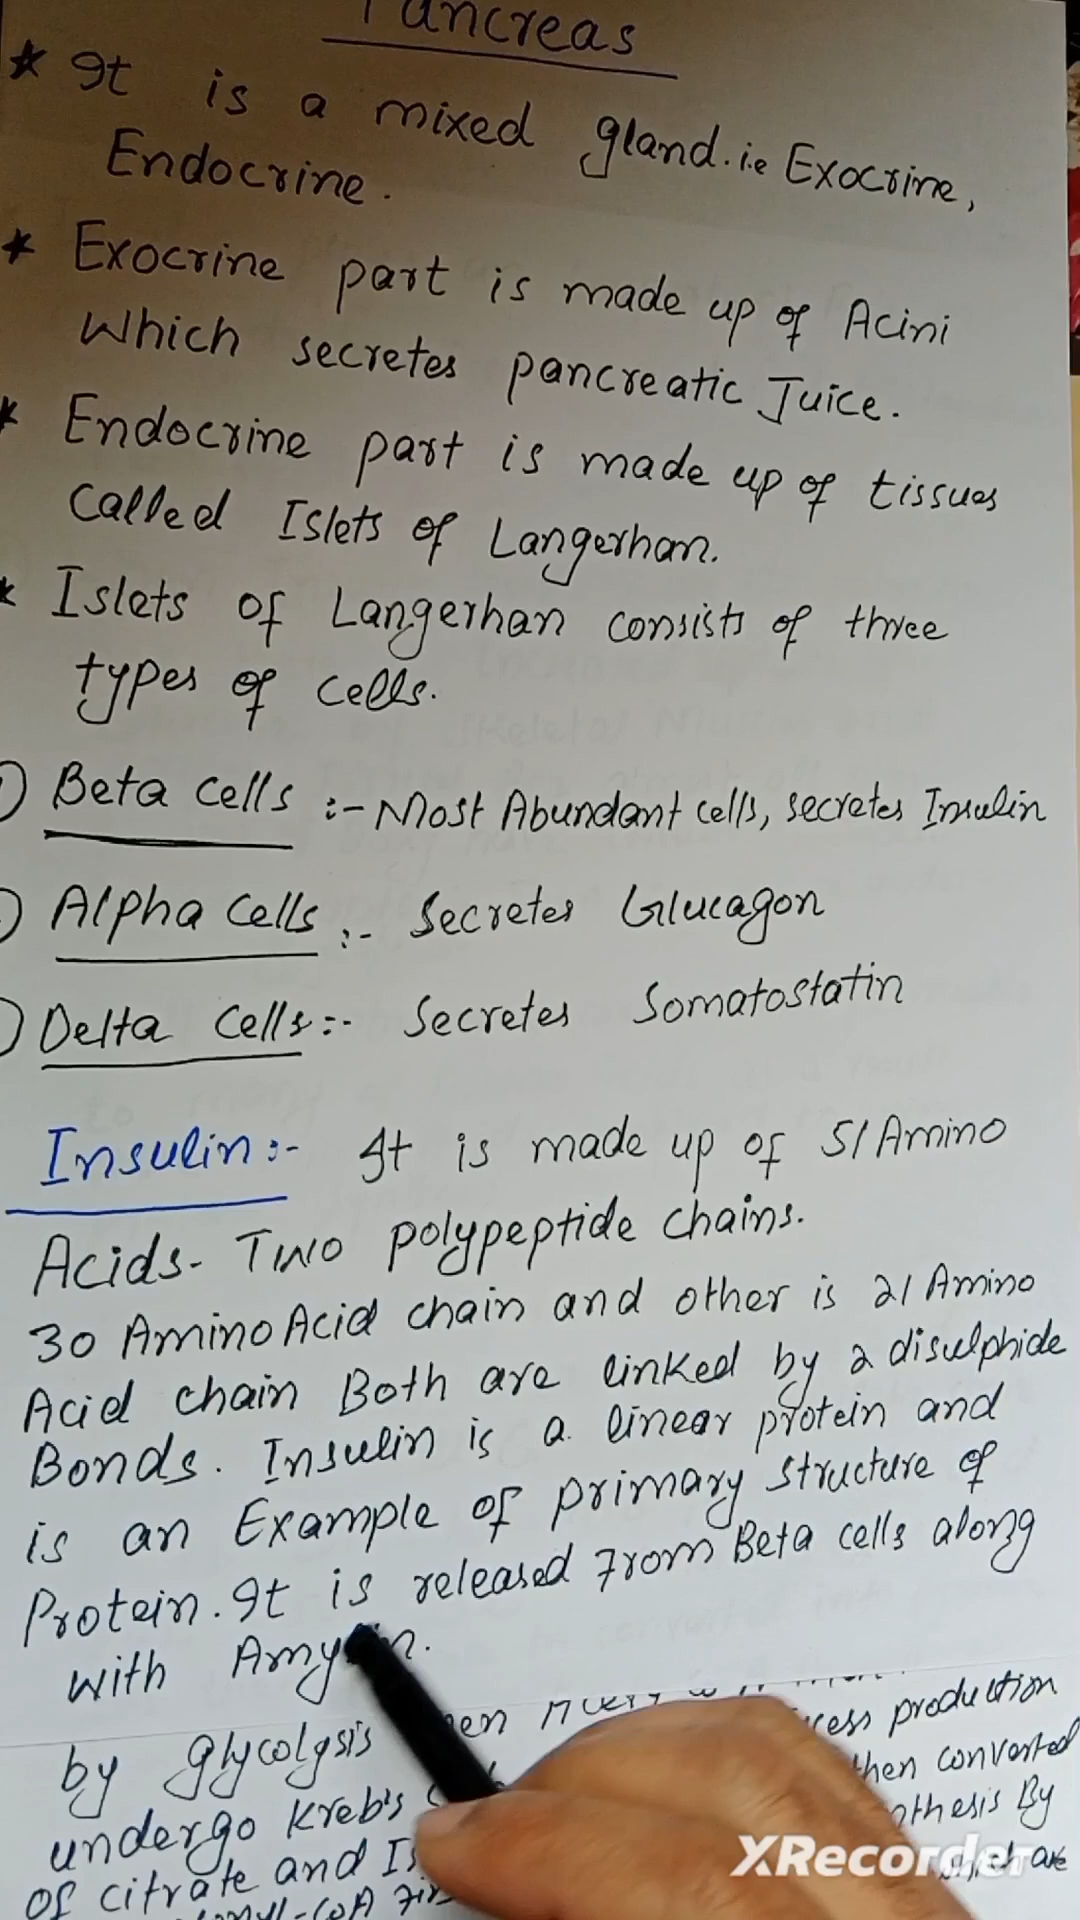 Pancreas
* It is a mixed gland. i.e Exocrine,
Endocrine.
* Exocrine part is made up of Acini
Which secretes pancreatic Juice.
* Endocrine part is made up of tissues
Called Islets of Langerhan.
* Islets of Langerhan consists of three
types of cells.
) Beta cells :- Most Abundant cells, secretes Insulin
) Alpha Cells :- Secretes Glucagon
) Delta Cells :- Secretes Somatostatin
Insulin :- It is made up of 51 Amino
Acids - Two polypeptide chains.
30 Amino Acid chain and other is 21 Amino
Acid chain Both are linked by 2 disulphide
Bonds. Insulin is a linear protein and
is an Example of primary structure of
Protein. It is released from Beta cells along
with
by glycolysis production
undergo Kreb's then converted
By
of citrate and are
XRecorder